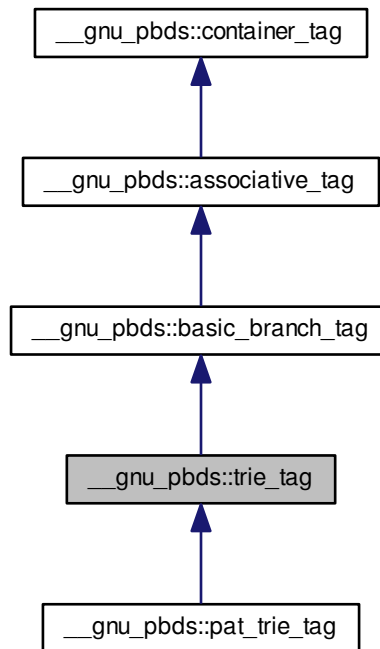 __gnu_pbds::container_tag
__gnu_pbds::associative_tag
__gnu_pbds::basic_branch_tag
__gnu_pbds::trie_tag
__gnu_pbds::pat_trie_tag